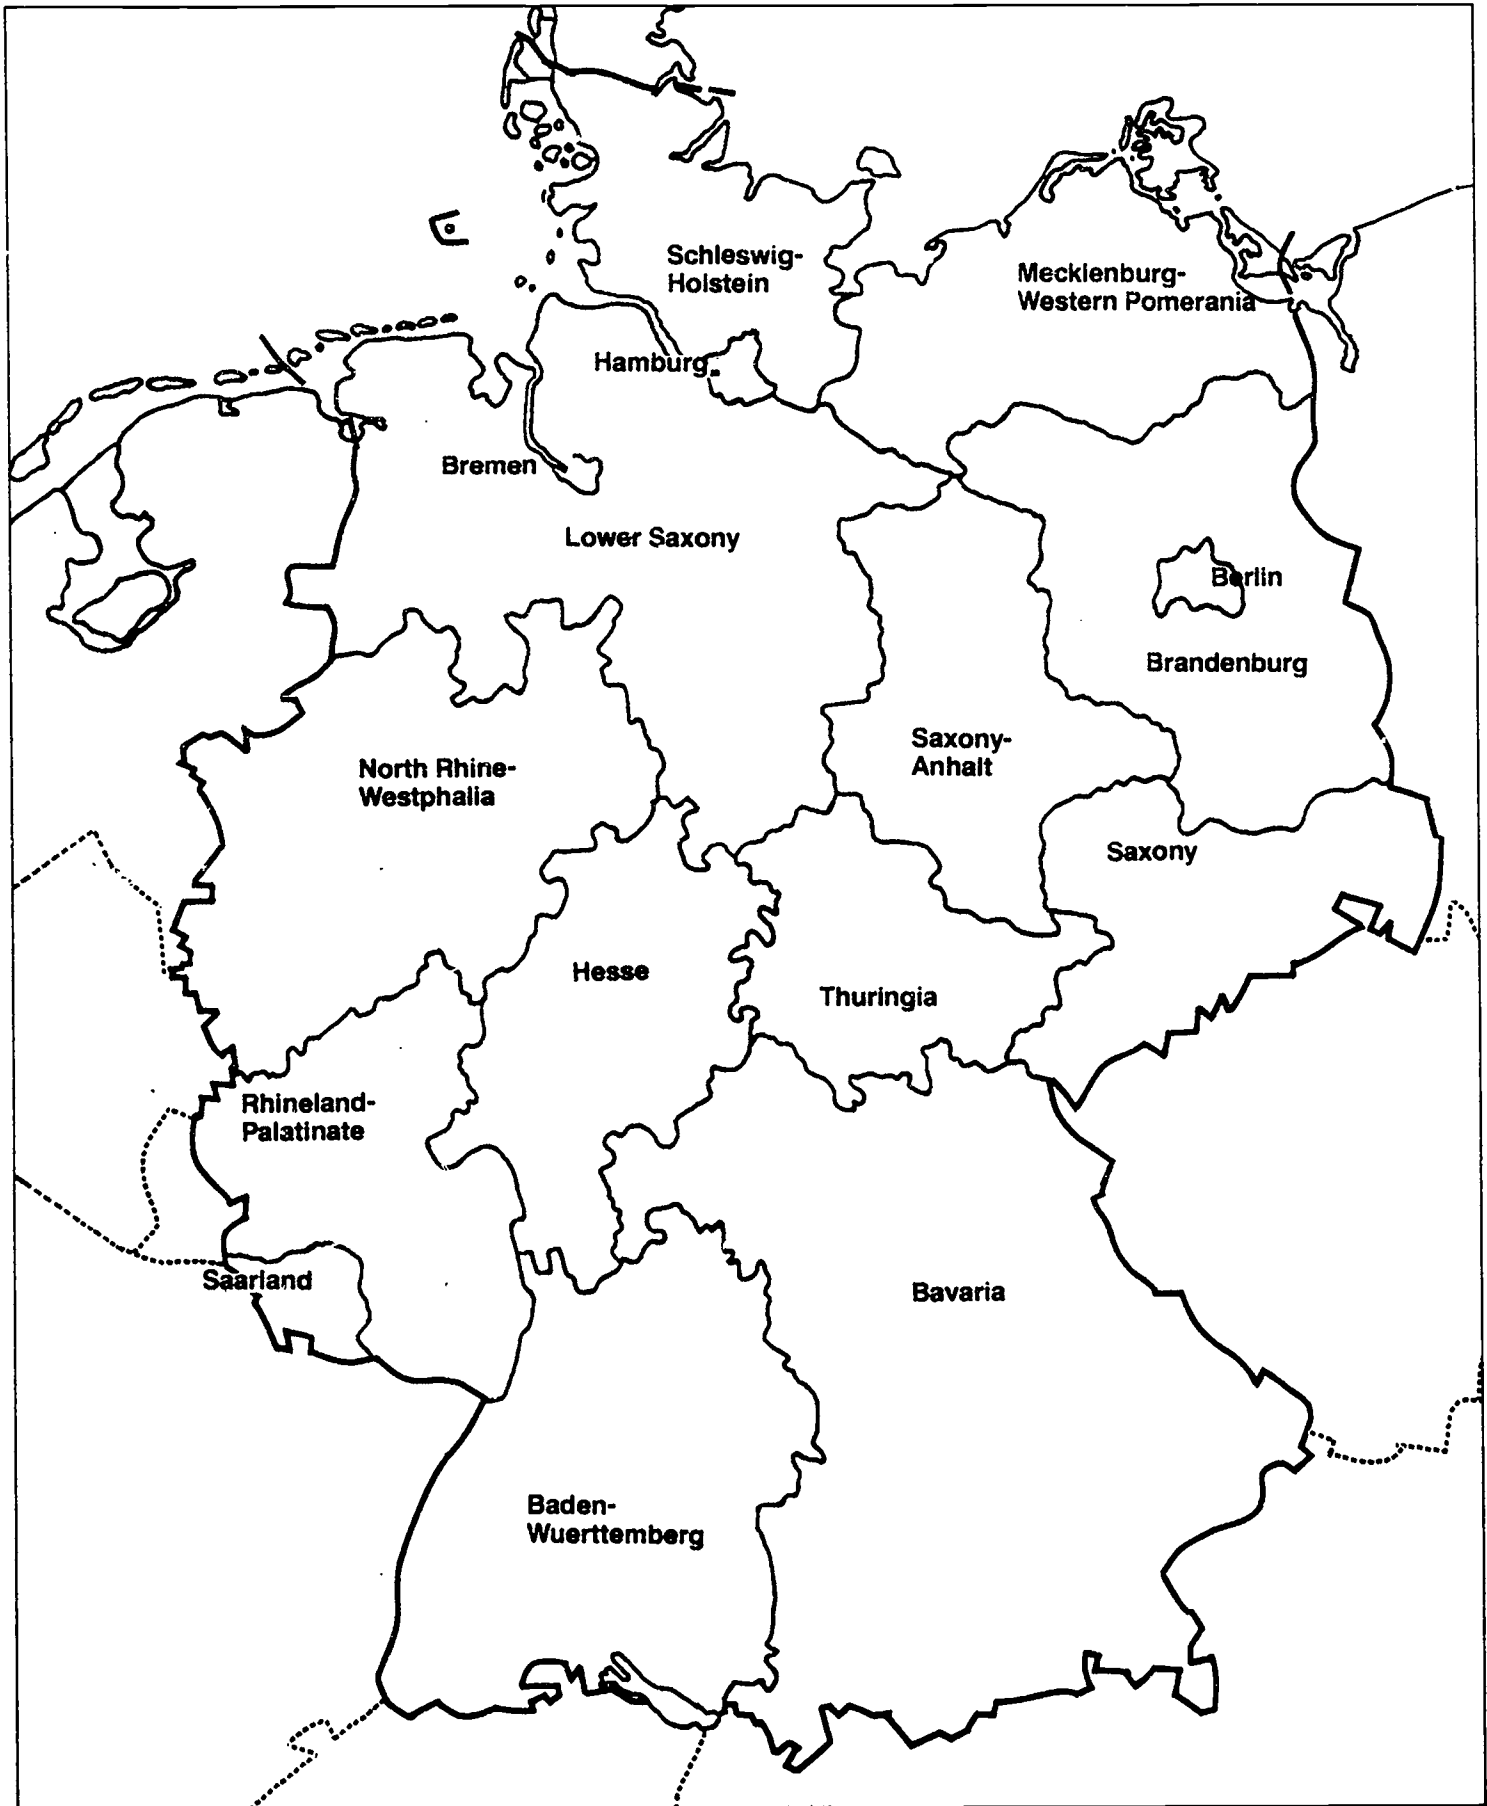 Schleswig-
Holstein
Mecklenburg-
Western Pomerania
Hamburg
Bremen
Lower Saxony
Berlin
Brandenburg
North Rhine-
Westphalia
Saxony-
Anhalt
Saxony
Hesse
Thuringia
Rhineland-
Palatinate
Saarland
Bavaria
Baden-
Wuerttemberg